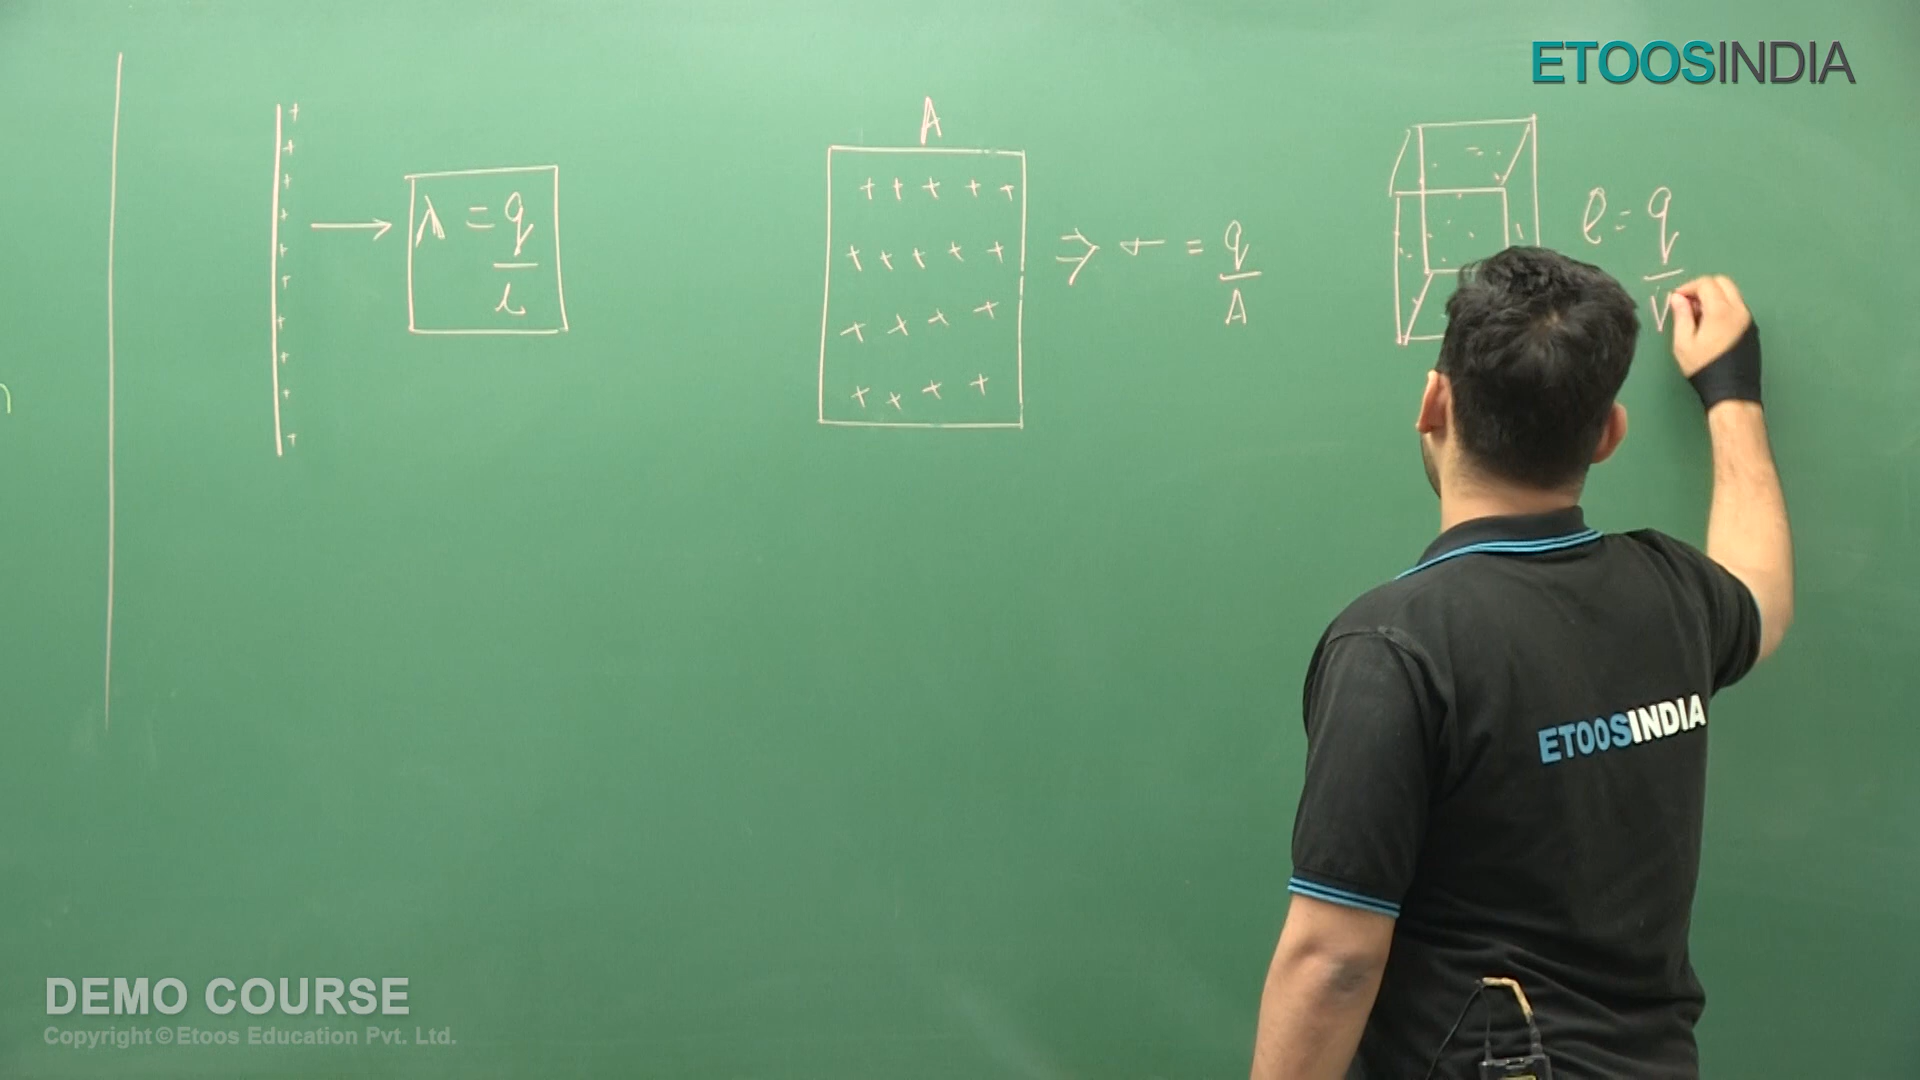 ETOOSINDIA
A
λ = q/l
+ + + + +
+ + + + +
+ + + +
+ + + +
⇒ σ = q/A
ρ = q/V
ETOOSINDIA
DEMO COURSE
Copyright © Etoos Education Pvt. Ltd.